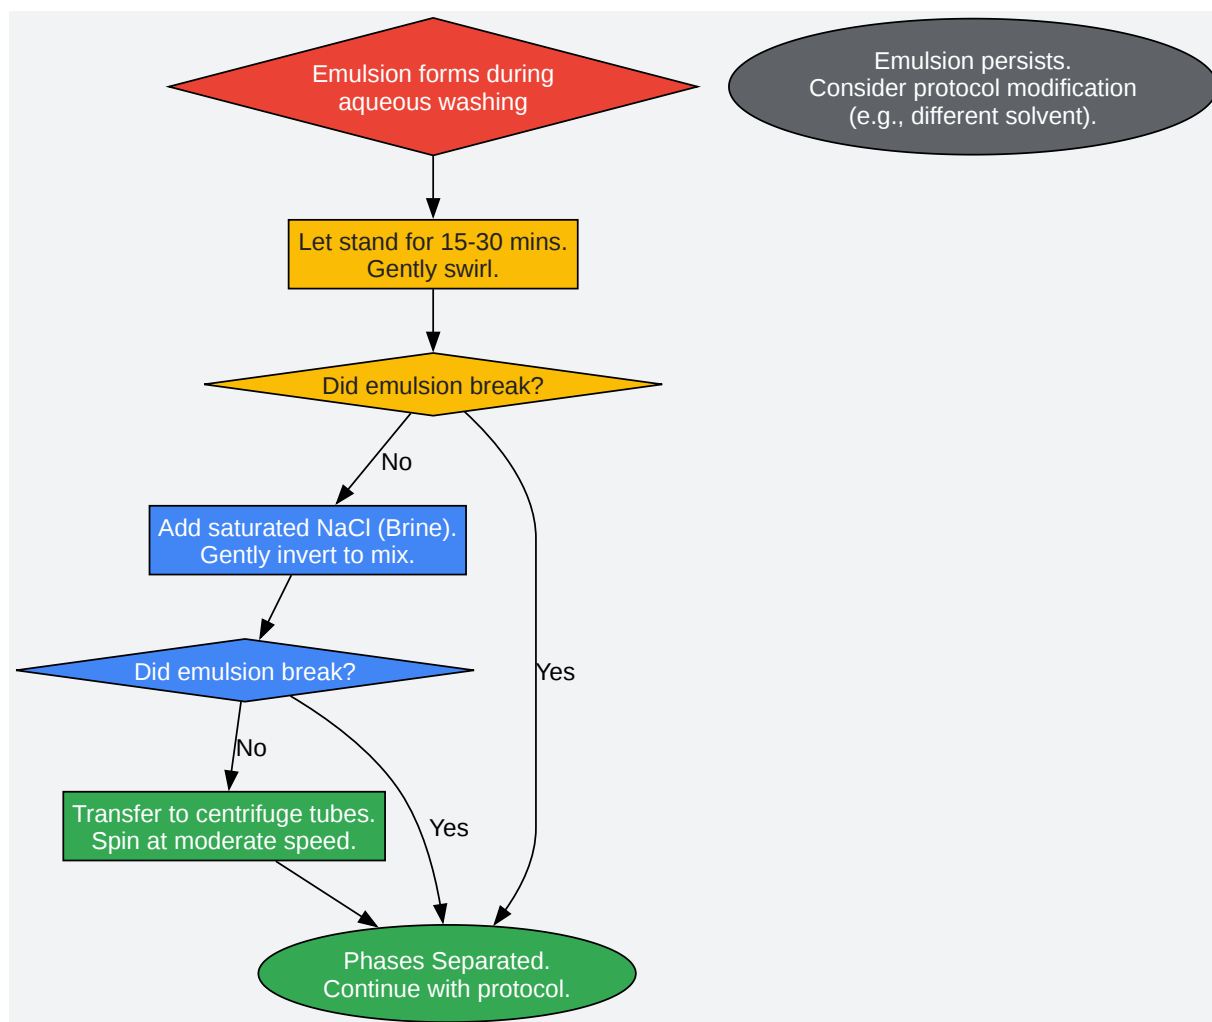 Emulsion forms during
aqueous washing
Emulsion persists.
Consider protocol modification
(e.g., different solvent).
Let stand for 15-30 mins.
Gently swirl.
Did emulsion break?
No
Add saturated NaCl (Brine).
Gently invert to mix.
Did emulsion break?
Yes
No
Transfer to centrifuge tubes.
Spin at moderate speed.
Yes
Phases Separated.
Continue with protocol.